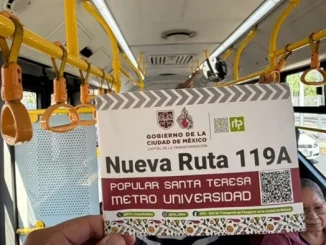 GOBIERNO DE LA
CIUDAD DE MÉXICO
CAPITAL DE LA TRANSFORMACIÓN
rtp
Nueva Ruta 119A
POPULAR SANTA TERESA
METRO UNIVERSIDAD